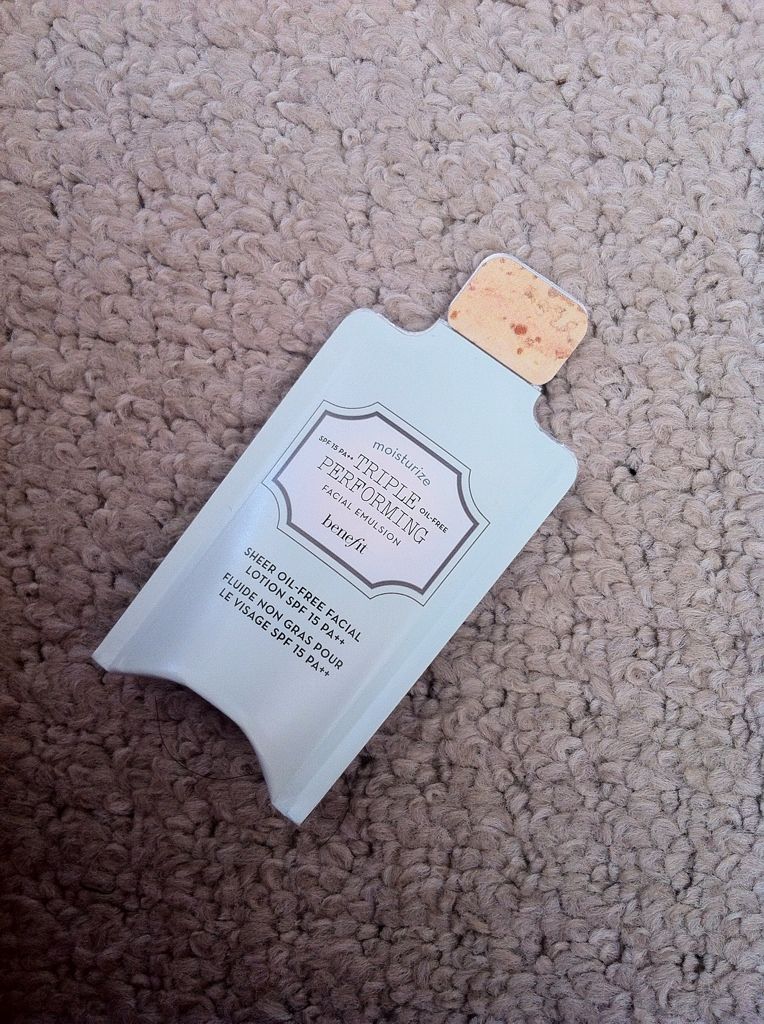 moisturize
SPF 15 PA++ TRIPLE
PERFORMING OIL-FREE
FACIAL EMULSION
benefit
SHEER OIL-FREE FACIAL
LOTION SPF 15 PA++
FLUIDE NON GRAS POUR
LE VISAGE SPF 15 PA++